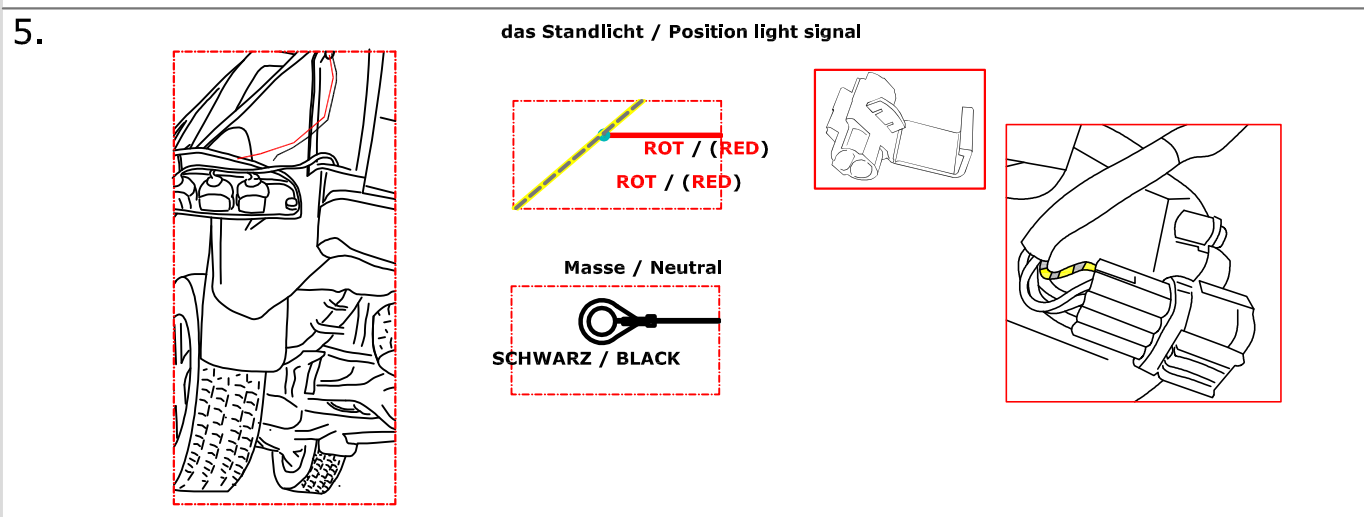 5.
das Standlicht / Position light signal
ROT / (RED)
ROT / (RED)
Masse / Neutral
SCHWARZ / BLACK